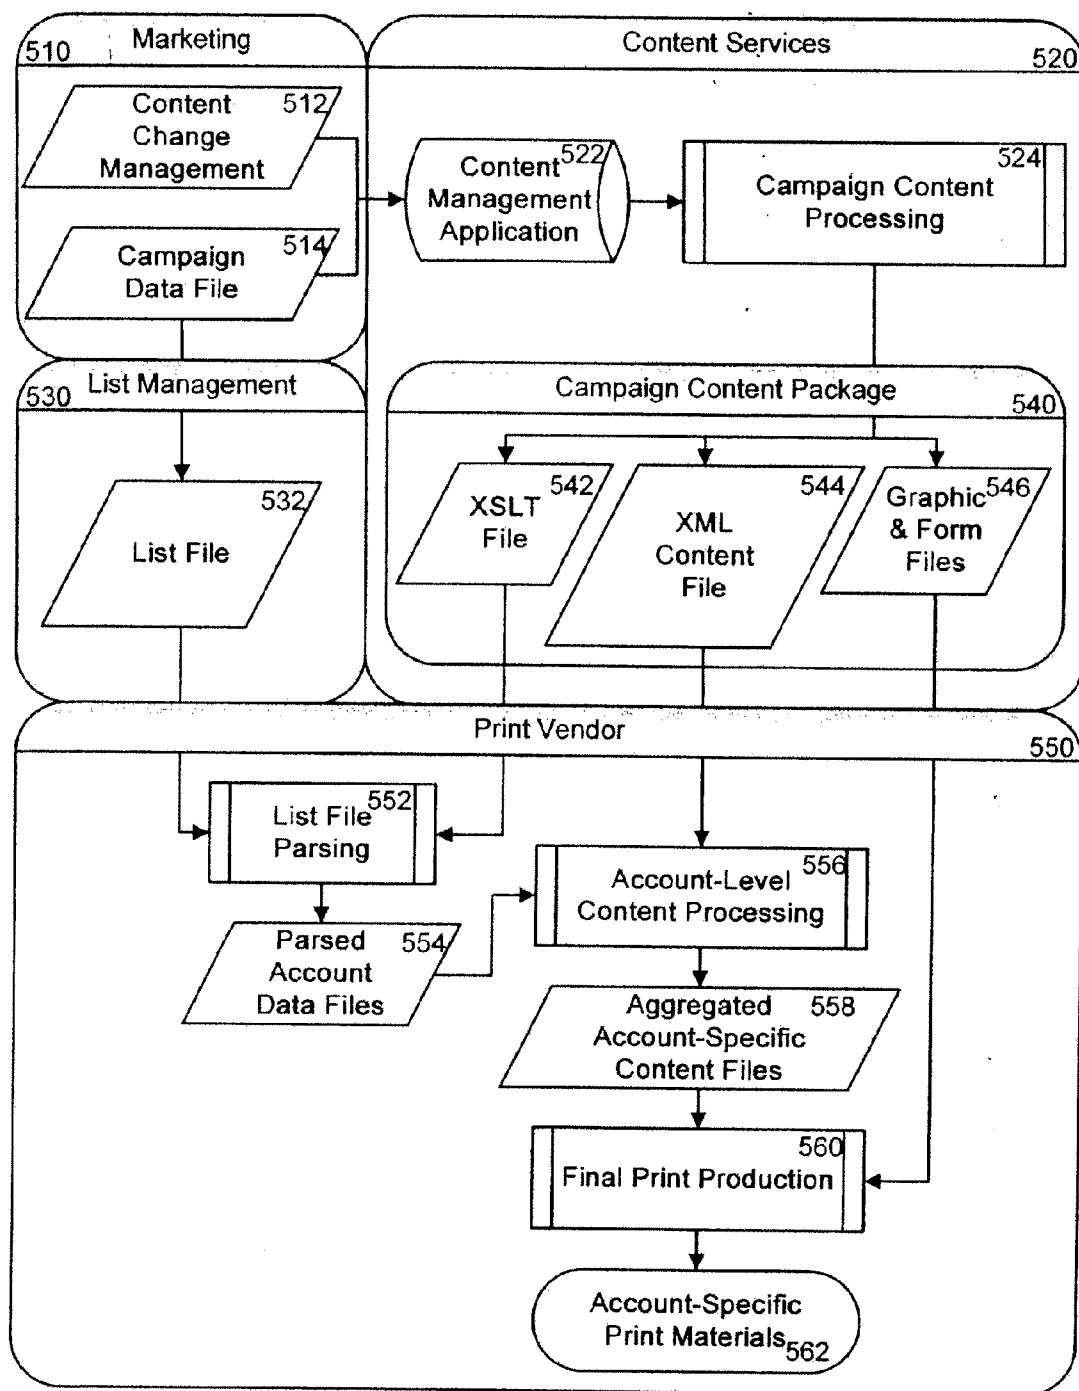 Marketing
510
Content Services
520
Content
Change
Management
512
Campaign
Data File
514
Content
Management
Application
522
Campaign Content
Processing
524
List Management
530
List File
532
Campaign Content Package
540
XSLT
File
542
XML
Content
File
544
Graphic
& Form
Files
546
Print Vendor
550
List File
Parsing
552
Parsed
Account
Data Files
554
Account-Level
Content Processing
556
Aggregated
Account-Specific
Content Files
558
Final Print Production
560
Account-Specific
Print Materials
562